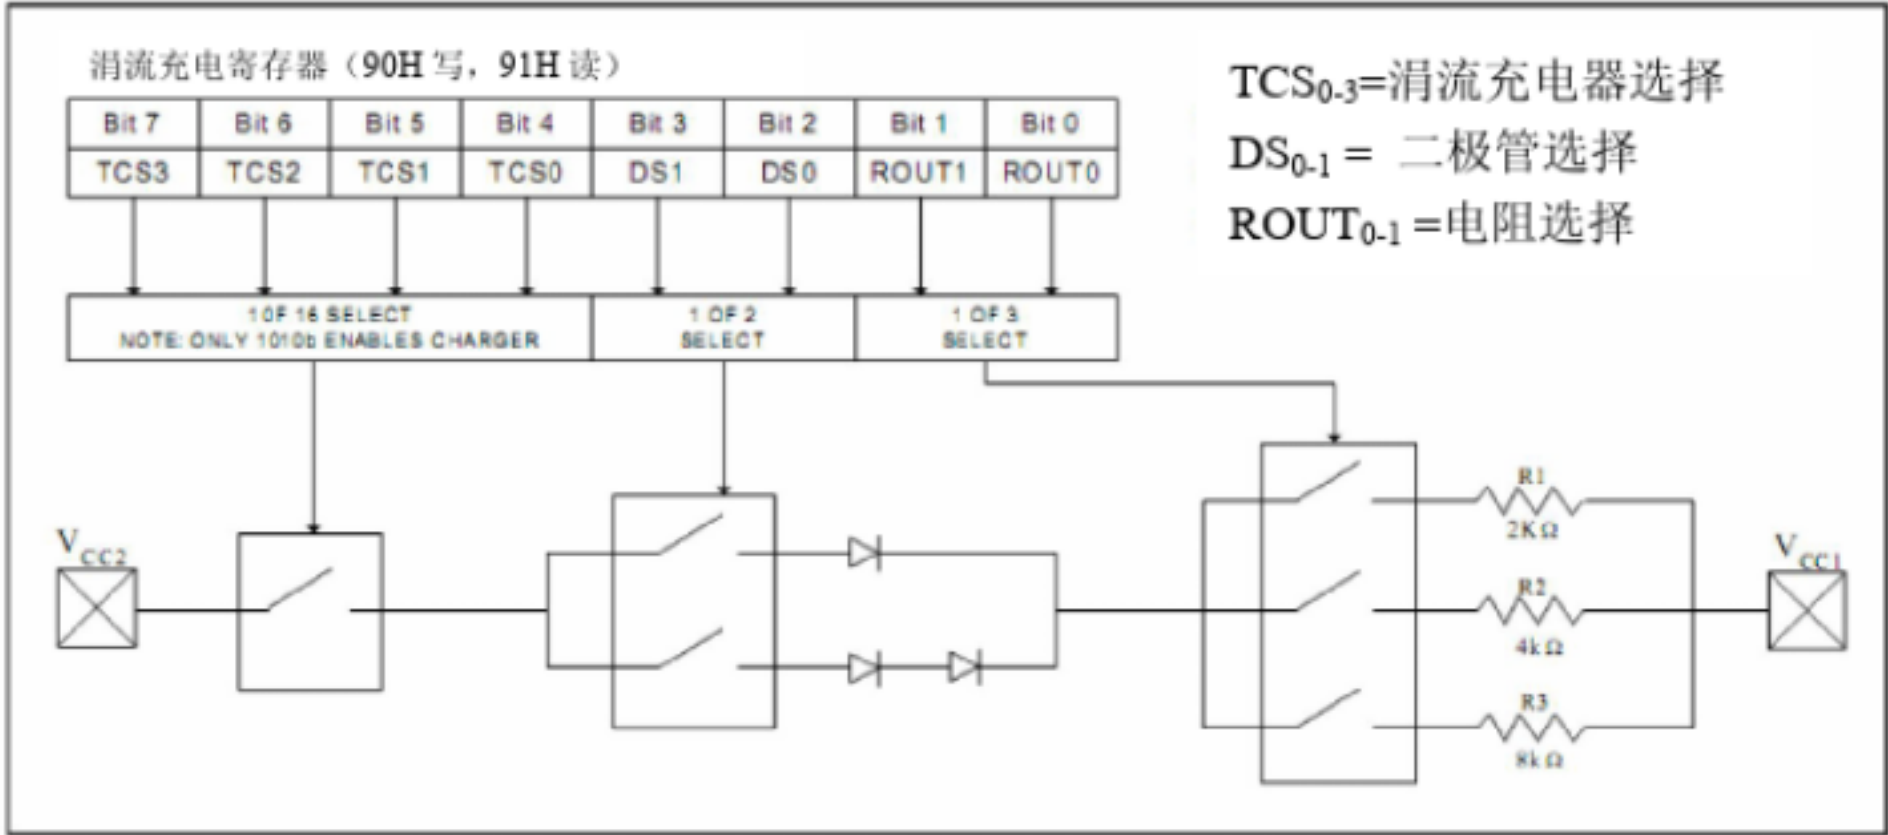 涓流充电寄存器（90H 写，91H 读）
TCS0-3=涓流充电器选择
DS0-1 = 二极管选择
ROUT0-1 =电阻选择
Bit 7 Bit 6 Bit 5 Bit 4 Bit 3 Bit 2 Bit 1 Bit 0
TCS3 TCS2 TCS1 TCS0 DS1 DS0 ROUT1 ROUT0
1 0F 16 SELECT
NOTE: ONLY 1010b ENABLES CHARGER
1 OF 2
SELECT
1 OF 3
SELECT
VCC2
R1
2KΩ
R2
4kΩ
R3
8kΩ
VCC1